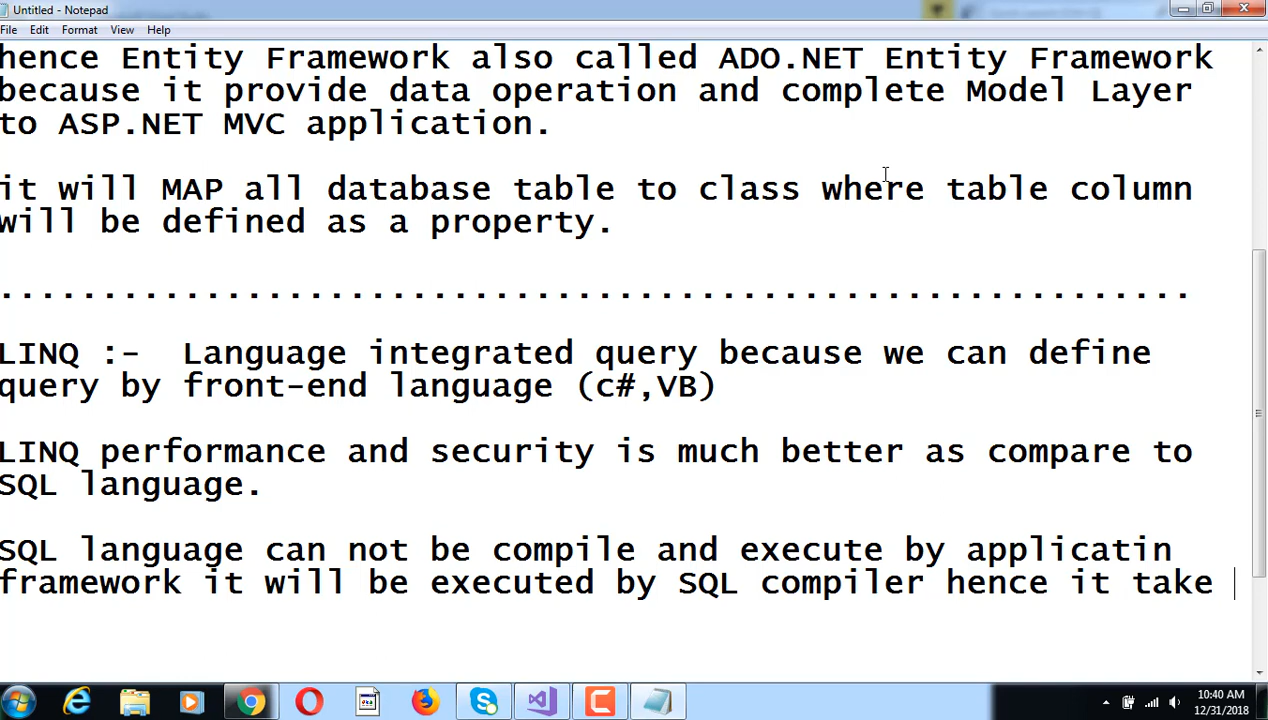 Untitled - Notepad
File Edit Format View Help
hence Entity Framework also called ADO.NET Entity Framework
because it provide data operation and complete Model Layer
to ASP.NET MVC application.
it will MAP all database table to class where table column
will be defined as a property.
..........................................................
LINQ :- Language integrated query because we can define
query by front-end language (c#,VB)
LINQ performance and security is much better as compare to
SQL language.
SQL language can not be compile and execute by applicatin
framework it will be executed by SQL compiler hence it take
10:40 AM
12/31/2018